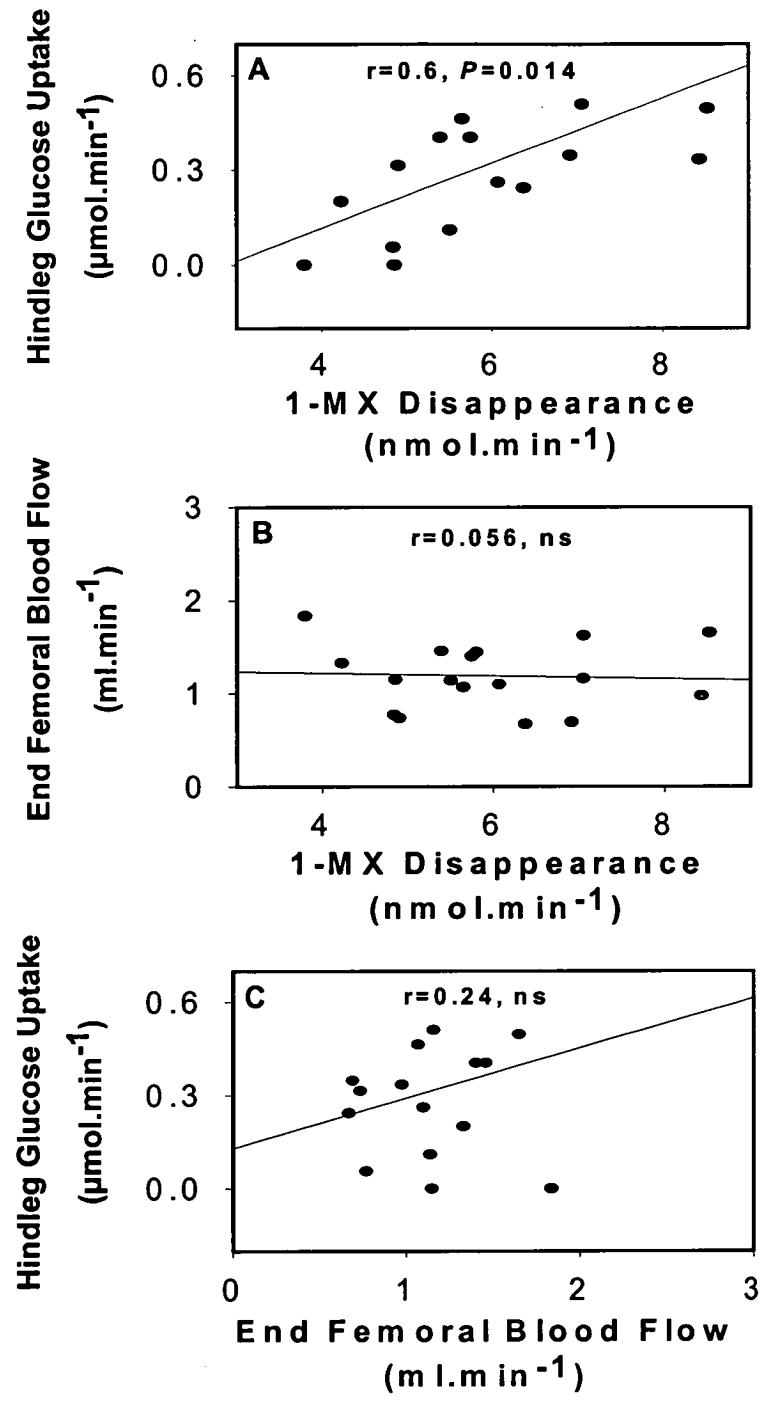 Hindleg Glucose Uptake
(µmol.min-1)
A
r=0.6, P=0.014
0.6
0.3
0.0
4 6 8
1-MX Disappearance
(nmol.min-1)
End Femoral Blood Flow
(ml.min-1)
B
r=0.056, ns
3
2
1
0
4 6 8
1-MX Disappearance
(nmol.min-1)
Hindleg Glucose Uptake
(µmol.min-1)
C
r=0.24, ns
0.6
0.3
0.0
0 1 2 3
End Femoral Blood Flow
(ml.min-1)